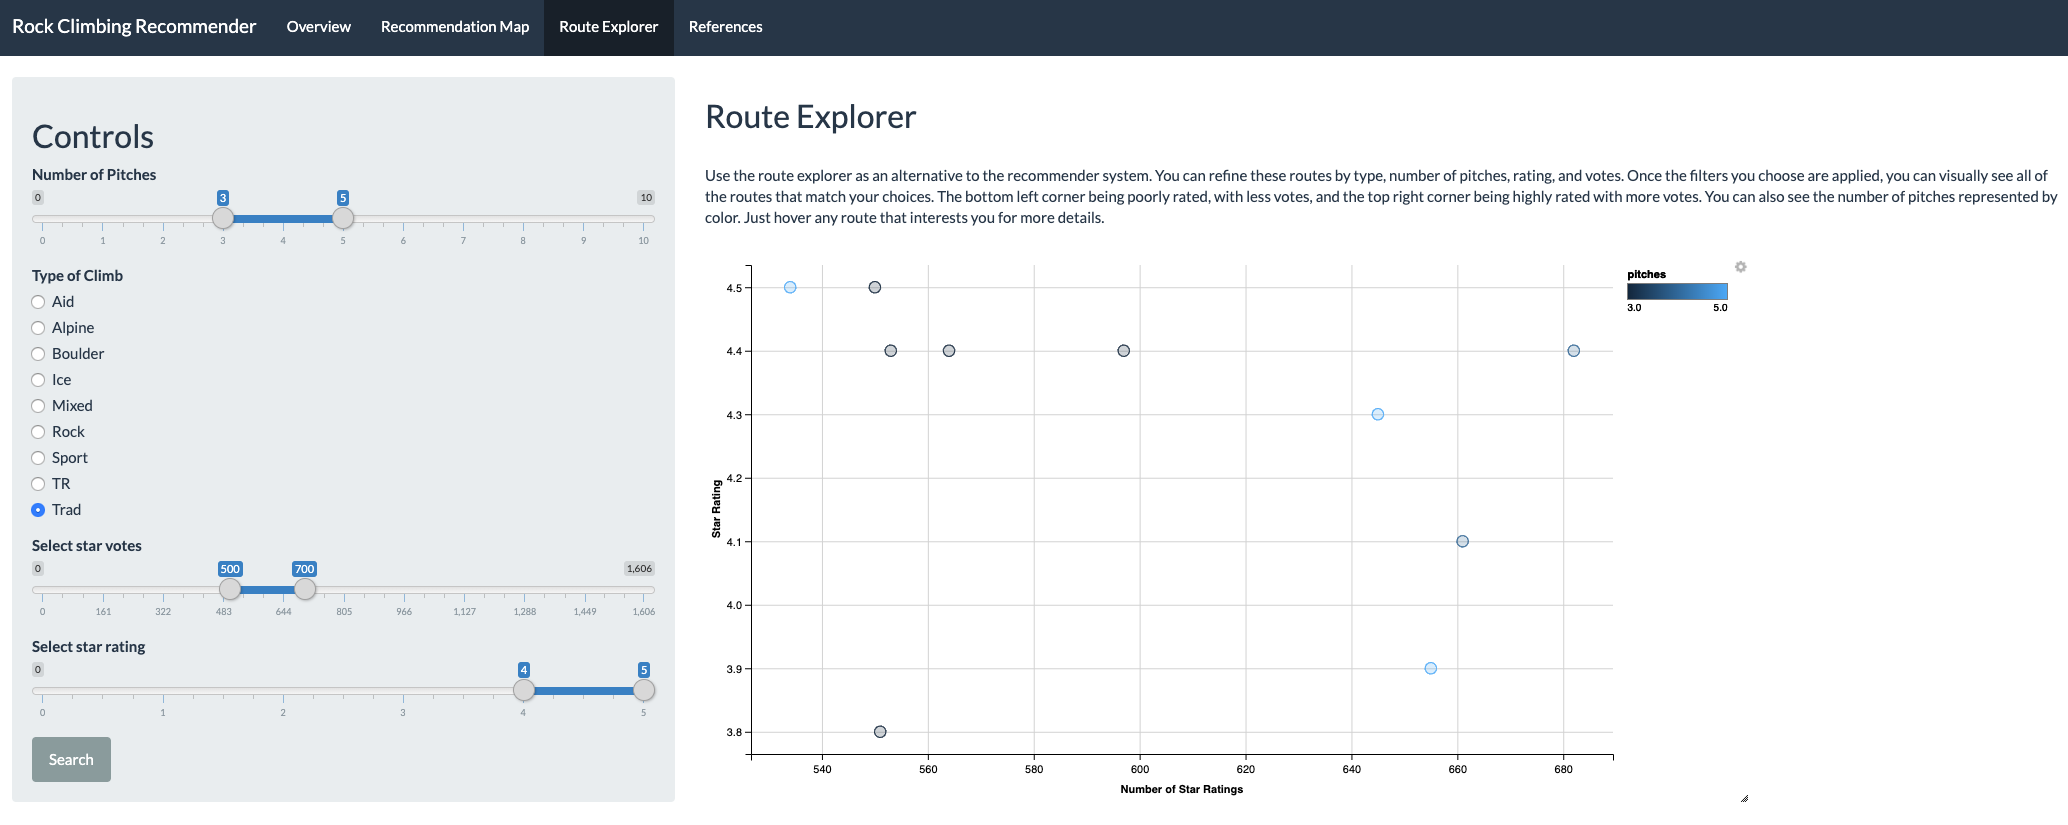 Rock Climbing Recommender Overview Recommendation Map Route Explorer References
Controls
Number of Pitches
0 3 5 10
0 1 2 3 4 5 6 7 8 9 10
Type of Climb
Aid
Alpine
Boulder
Ice
Mixed
Rock
Sport
TR
Trad
Select star votes
0 500 700 1,606
0 161 322 483 644 805 966 1,127 1,288 1,449 1,606
Select star rating
0 4 5
0 1 2 3 4 5
Search
Route Explorer
Use the route explorer as an alternative to the recommender system. You can refine these routes by type, number of pitches, rating, and votes. Once the filters you choose are applied, you can visually see all of
the routes that match your choices. The bottom left corner being poorly rated, with less votes, and the top right corner being highly rated with more votes. You can also see the number of pitches represented by
color. Just hover any route that interests you for more details.
4.5
4.4
4.3
4.2
4.1
4.0
3.9
3.8
Star Rating
540 560 580 600 620 640 660 680
Number of Star Ratings
pitches
3.0 5.0